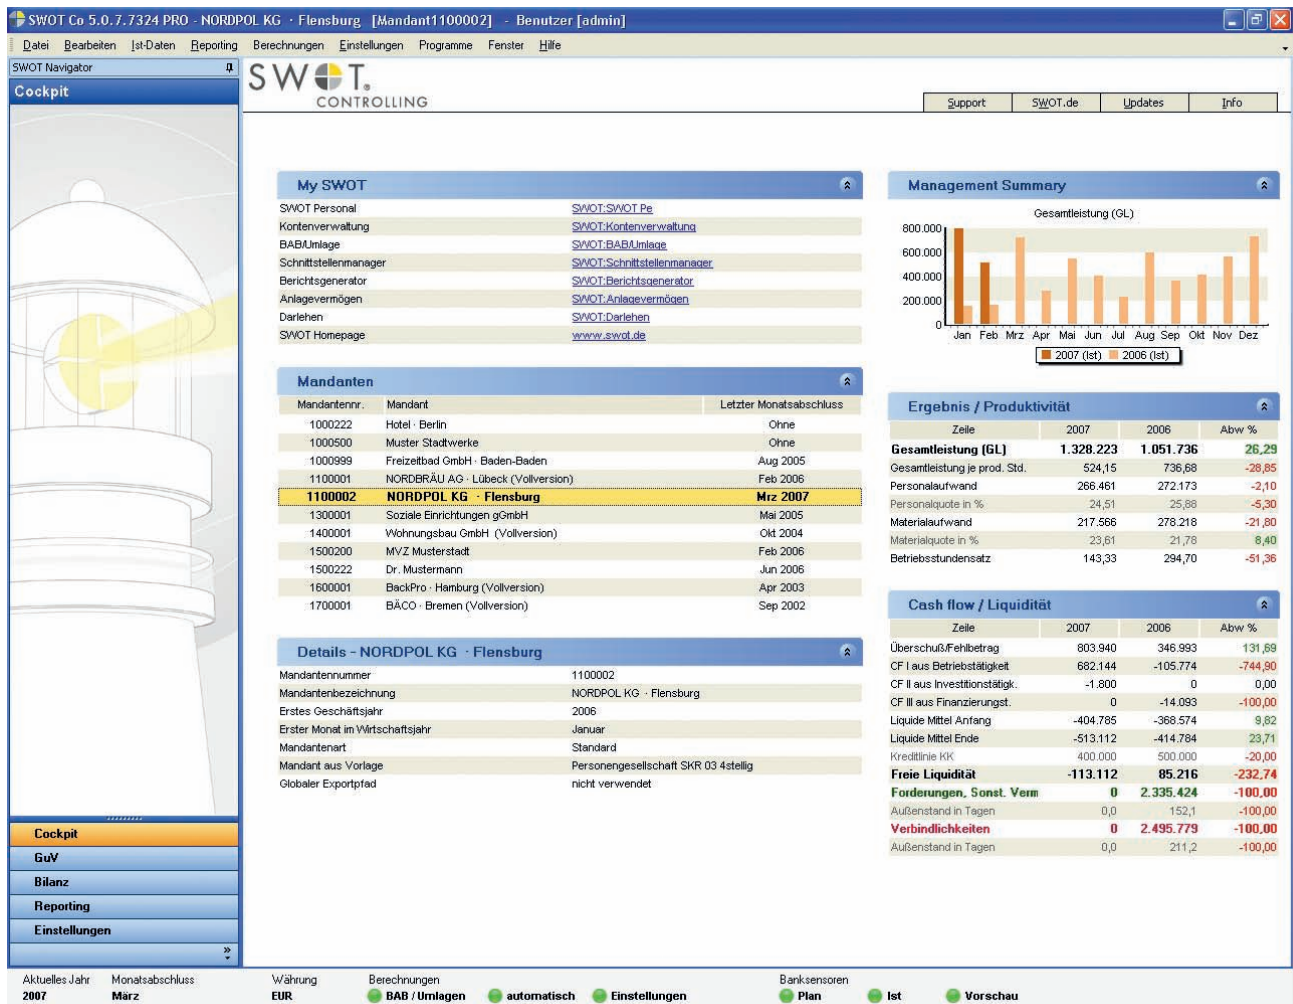 SWOT Co 5.0.7.7324 PRO - NORDPOL KG · Flensburg [Mandant1100002] - Benutzer [admin]
Datei Bearbeiten Ist-Daten Reporting Berechnungen Einstellungen Programme Fenster Hilfe
SWOT Navigator
Cockpit
SWOT
CONTROLLING
Support SWOT.de Updates Info
My SWOT
SWOT Personal SWOT:SWOT Pe
Kontenverwaltung SWOT:Kontenverwaltung
BAB/Umlage SWOT:BAB/Umlage
Schnittstellenmanager SWOT:Schnittstellenmanager
Berichtsgenerator SWOT:Berichtsgenerator
Anlagevermögen SWOT:Anlagevermögen
Darlehen SWOT:Darlehen
SWOT Homepage www.swot.de
Mandanten
Mandantennr. Mandant Letzter Monatsabschluss
1000222 Hotel · Berlin Ohne
1000500 Muster Stadtwerke Ohne
1000999 Freizeitbad GmbH · Baden-Baden Aug 2005
1100001 NORDBRÄU AG · Lübeck (Vollversion) Feb 2006
1100002 NORDPOL KG · Flensburg Mrz 2007
1300001 Soziale Einrichtungen gGmbH Mai 2005
1400001 Wohnungsbau GmbH (Vollversion) Okt 2004
1500200 MVZ Musterstadt Feb 2006
1500222 Dr. Mustermann Jun 2006
1600001 BackPro · Hamburg (Vollversion) Apr 2003
1700001 BÄCO · Bremen (Vollversion) Sep 2002
Details - NORDPOL KG · Flensburg
Mandantennummer 1100002
Mandantenbezeichnung NORDPOL KG · Flensburg
Erstes Geschäftsjahr 2006
Erster Monat im Wirtschaftsjahr Januar
Mandantenart Standard
Mandant aus Vorlage Personengesellschaft SKR 03 4stellig
Globaler Exportpfad nicht verwendet
Management Summary
Gesamtleistung (GL)
800.000
600.000
400.000
200.000
0
Jan Feb Mrz Apr Mai Jun Jul Aug Sep Okt Nov Dez
2007 (Ist) 2006 (Ist)
Ergebnis / Produktivität
Zeile 2007 2006 Abw %
Gesamtleistung (GL) 1.328.223 1.051.736 26,29
Gesamtleistung je prod. Std. 524,15 736,68 -28,85
Personalaufwand 266.461 272.173 -2,10
Personalquote in % 24,51 25,88 -5,30
Materialaufwand 217.566 278.218 -21,80
Materialquote in % 23,61 21,78 8,40
Betriebsstundensatz 143,33 294,70 -51,36
Cash flow / Liquidität
Zeile 2007 2006 Abw %
Überschuß/Fehlbetrag 803.940 346.993 131,69
CF I aus Betriebstätigkeit 682.144 -105.774 -744,90
CF II aus Investitionstätigk. -1.800 0 0,00
CF III aus Finanzierungst. 0 -14.093 -100,00
Liquide Mittel Anfang -404.785 -368.574 9,82
Liquide Mittel Ende -513.112 -414.784 23,71
Kreditlinie KK 400.000 500.000 -20,00
Freie Liquidität -113.112 85.216 -232,74
Forderungen, Sonst. Verm 0 2.335.424 -100,00
Außenstand in Tagen 0,0 152,1 -100,00
Verbindlichkeiten 0 2.495.779 -100,00
Außenstand in Tagen 0,0 211,2 -100,00
Cockpit
GuV
Bilanz
Reporting
Einstellungen
Aktuelles Jahr Monatsabschluss Währung Berechnungen Banksensoren
2007 März EUR BAB / Umlagen automatisch Einstellungen Plan Ist Vorschau